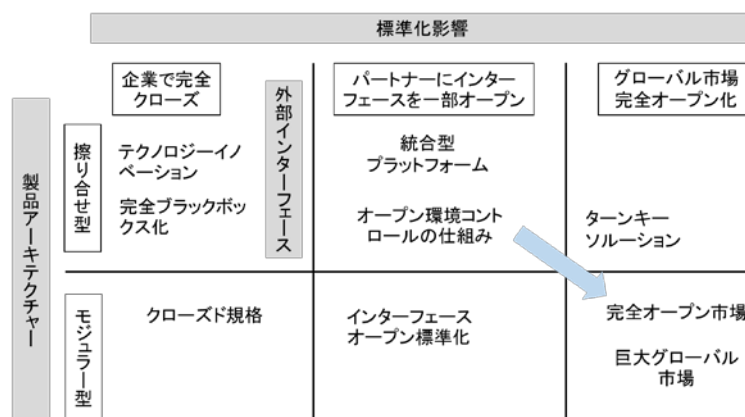 標準化影響
企業で完全
クローズ
外部インターフェース
パートナーにインター
フェースを一部オープン
グローバル市場
完全オープン化
製品アーキテクチャー
擦り合せ型
テクノロジーイノ
ベーション
完全ブラックボッ
クス化
統合型
プラットフォーム
オープン環境コント
ロールの仕組み
ターンキー
ソルーション
モジュラー型
クローズド規格
インターフェース
オープン標準化
完全オープン市場
巨大グローバル
市場